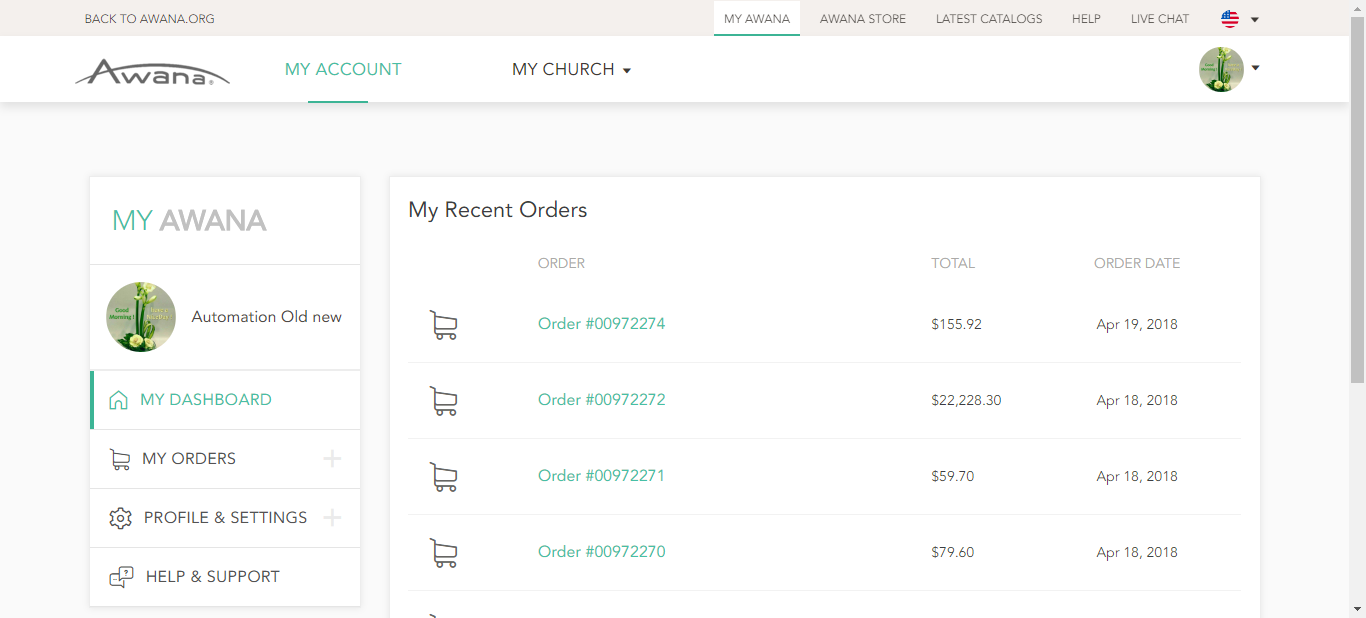 BACK TO AWANA.ORG
MY AWANA
AWANA STORE
LATEST CATALOGS
HELP
LIVE CHAT
Awana®
MY ACCOUNT
MY CHURCH
MY AWANA
Automation Old new
MY DASHBOARD
MY ORDERS
PROFILE & SETTINGS
HELP & SUPPORT
My Recent Orders
ORDER TOTAL ORDER DATE
Order #00972274 $155.92 Apr 19, 2018
Order #00972272 $22,228.30 Apr 18, 2018
Order #00972271 $59.70 Apr 18, 2018
Order #00972270 $79.60 Apr 18, 2018